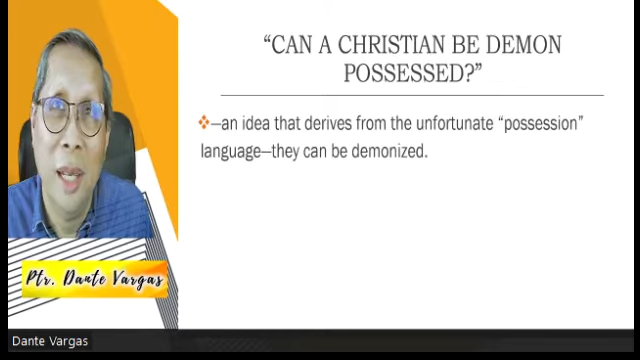 “CAN A CHRISTIAN BE DEMON
POSSESSED?”
—an idea that derives from the unfortunate “possession”
language—they can be demonized.
Ptr. Dante Vargas
Dante Vargas